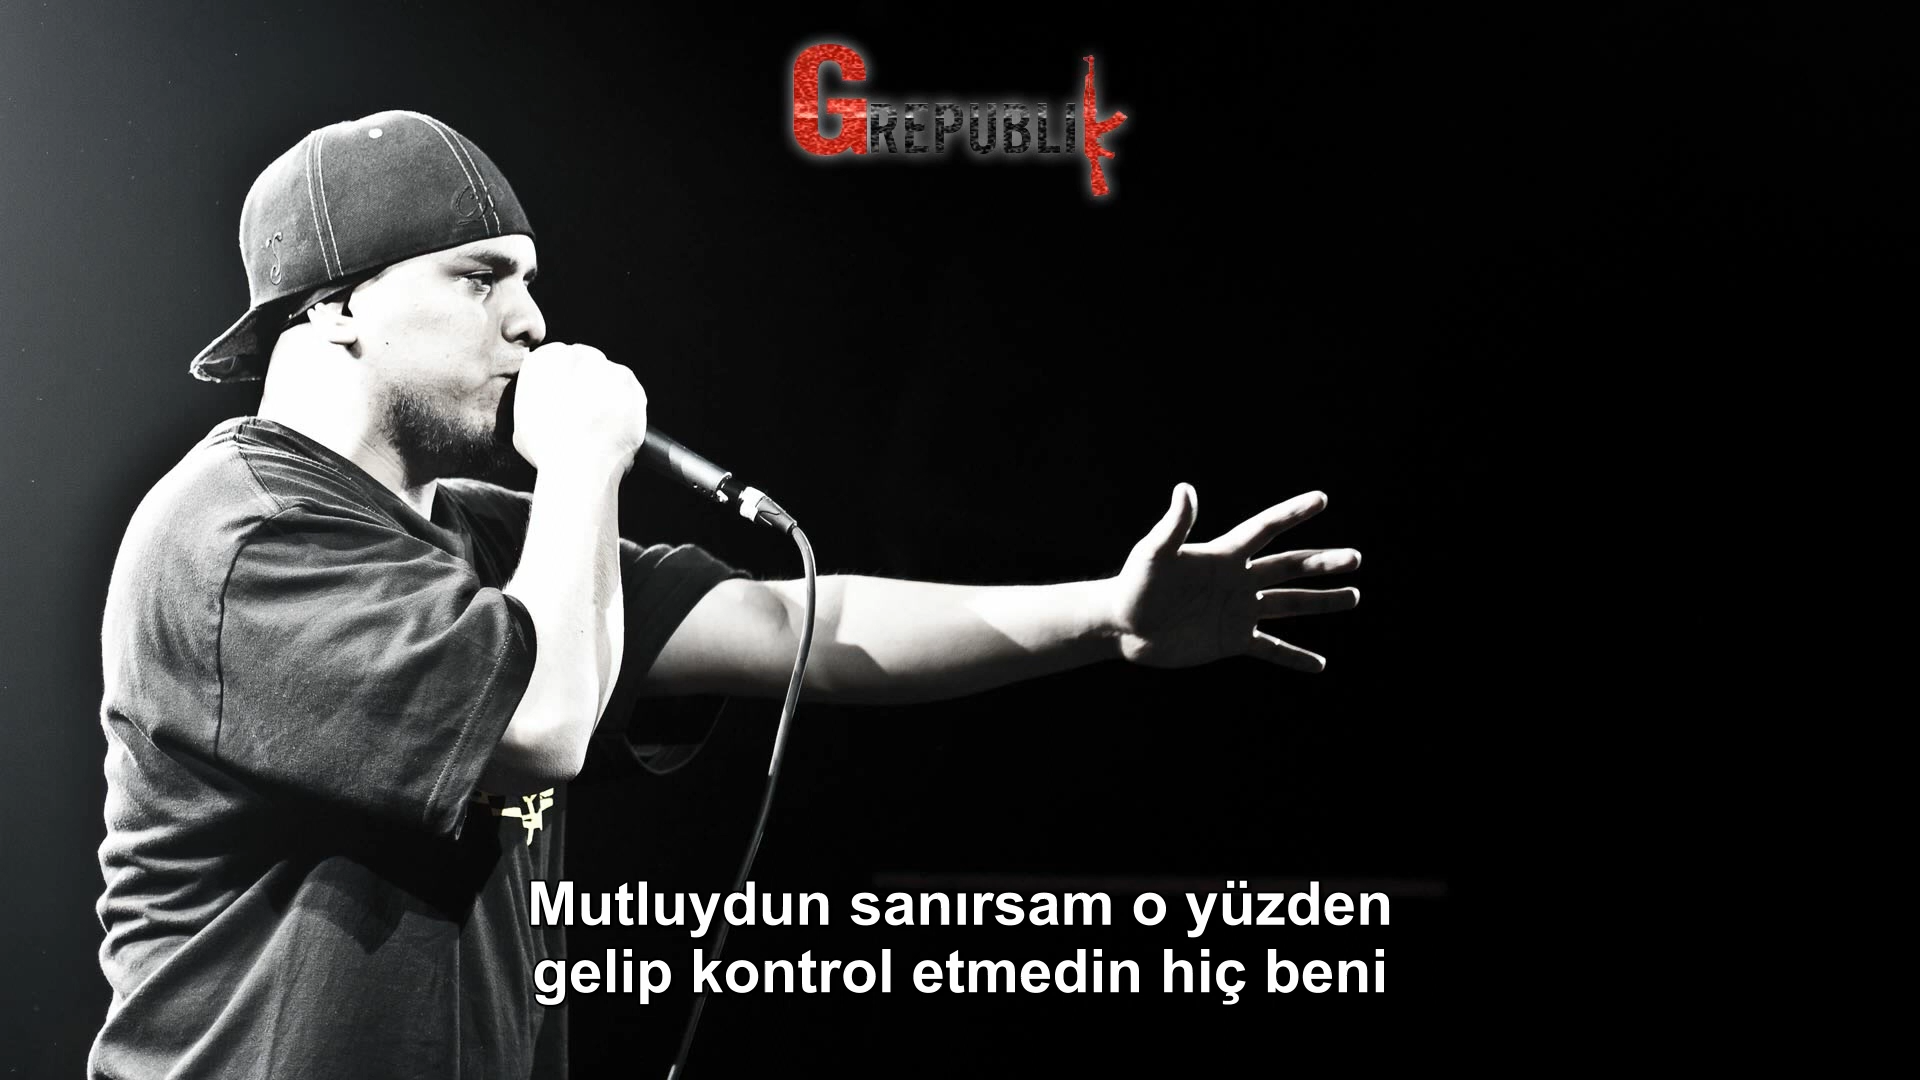 GREPUBLIK
Mutluydun sanırsam o yüzden
gelip kontrol etmedin hiç beni